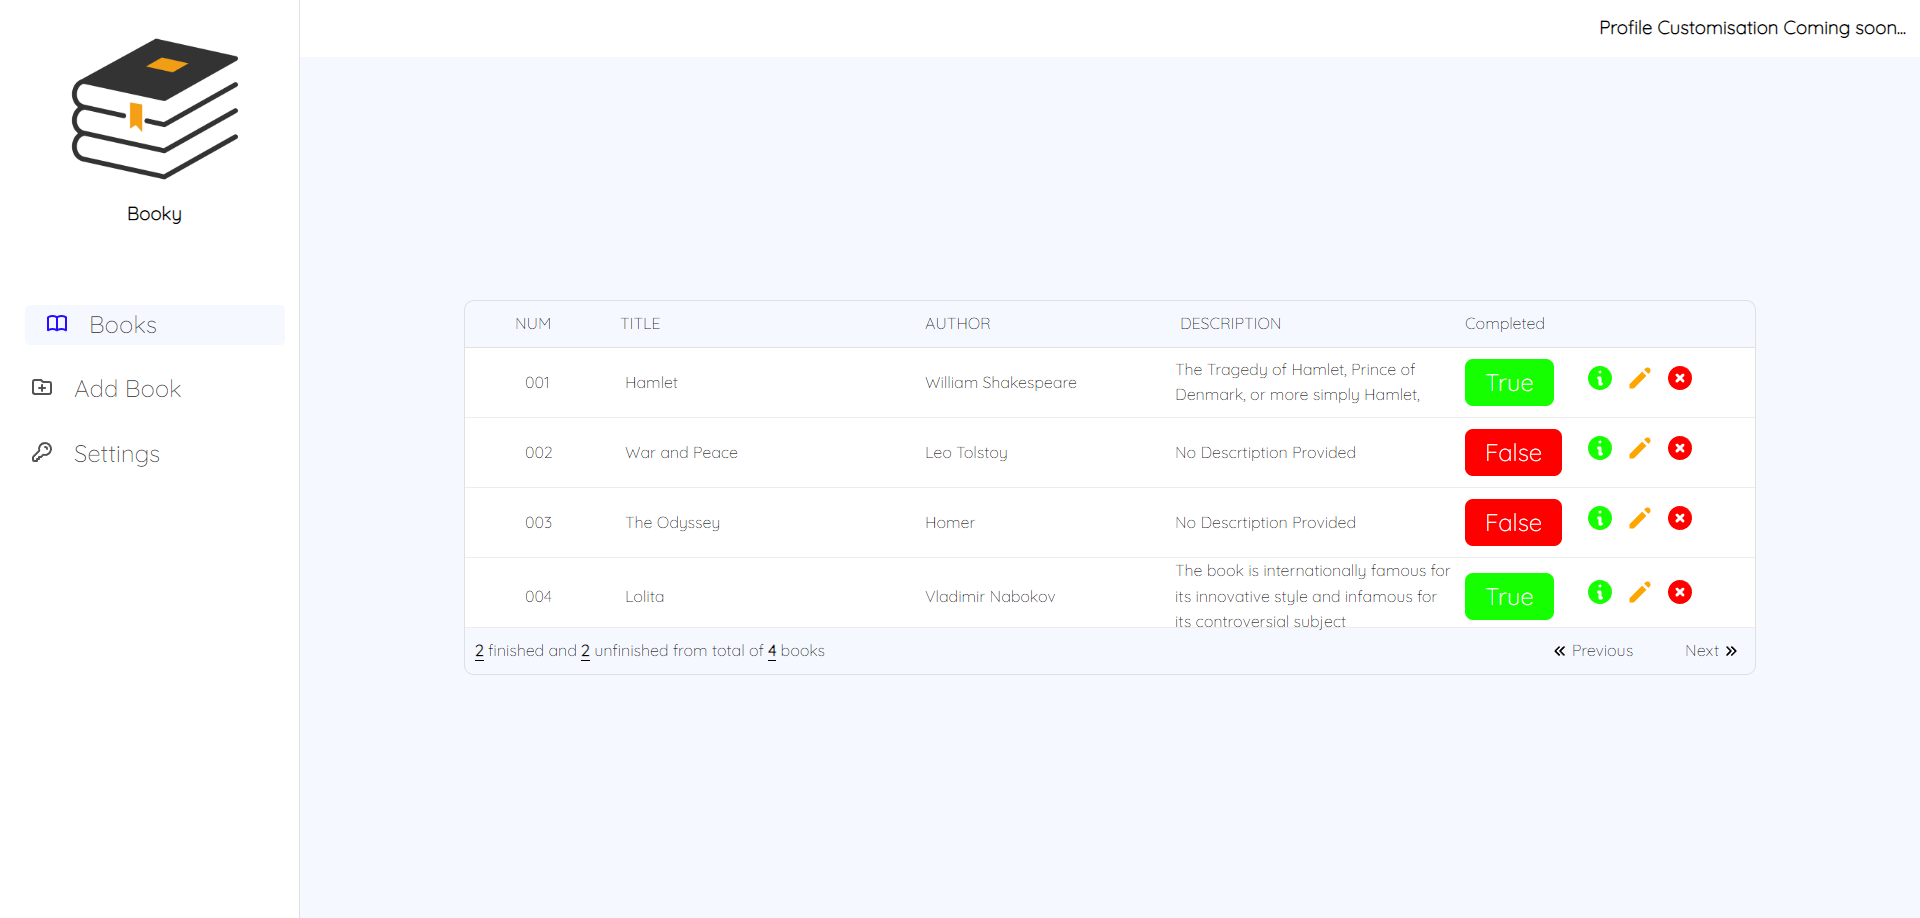 Profile Customisation Coming soon...
Booky
Books
Add Book
Settings
NUM TITLE AUTHOR DESCRIPTION Completed
001 Hamlet William Shakespeare The Tragedy of Hamlet, Prince of
Denmark, or more simply Hamlet, True
002 War and Peace Leo Tolstoy No Descrtiption Provided False
003 The Odyssey Homer No Descrtiption Provided False
004 Lolita Vladimir Nabokov The book is internationally famous for
its innovative style and infamous for
its controversial subject True
2 finished and 2 unfinished from total of 4 books « Previous Next »